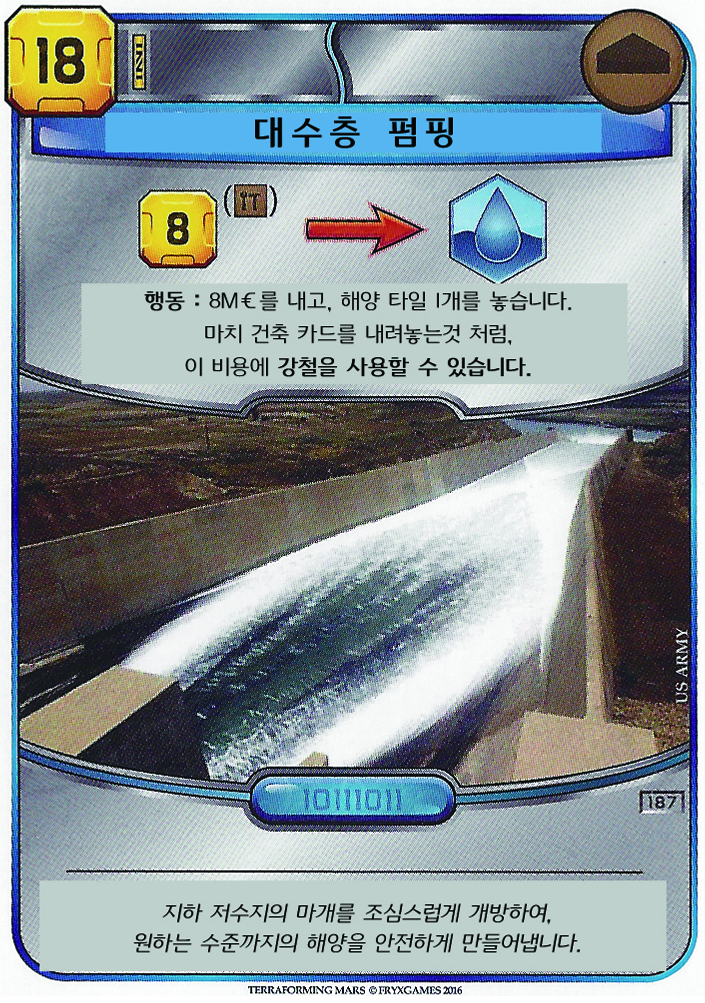 18
대수층 펌핑
8 ( )
행동 : 8M€를 내고, 해양 타일 1개를 놓습니다.
마치 건축 카드를 내려놓는것 처럼,
이 비용에 강철을 사용할 수 있습니다.
US ARMY
10111011
187
지하 저수지의 마개를 조심스럽게 개방하여,
원하는 수준까지의 해양을 안전하게 만들어냅니다.
TERRAFORMING MARS © FRYXGAMES 2016